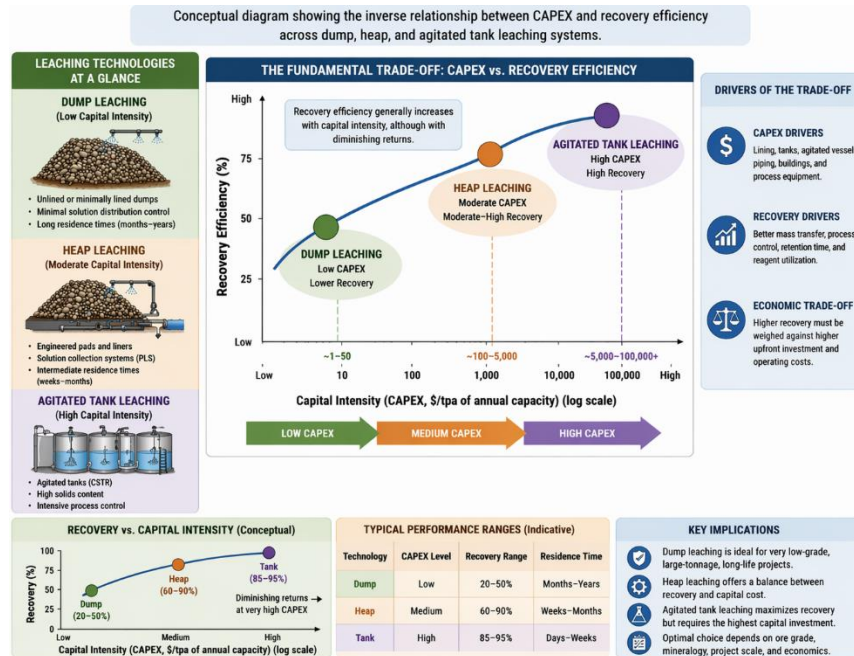 Conceptual diagram showing the inverse relationship between CAPEX and recovery efficiency
across dump, heap, and agitated tank leaching systems.
LEACHING TECHNOLOGIES
AT A GLANCE
DUMP LEACHING
(Low Capital Intensity)
• Unlined or minimally lined dumps
• Minimal solution distribution control
• Long residence times (months–years)
HEAP LEACHING
(Moderate Capital Intensity)
• Engineered pads and liners
• Solution collection systems (PLS)
• Intermediate residence times
(weeks–months)
AGITATED TANK LEACHING
(High Capital Intensity)
• Agitated tanks (CSTR)
• High solids content
• Intensive process control
THE FUNDAMENTAL TRADE-OFF: CAPEX vs. RECOVERY EFFICIENCY
Recovery efficiency generally increases
with capital intensity, although with
diminishing returns.
Recovery Efficiency (%)
High
75
50
25
Low
AGITATED TANK LEACHING
High CAPEX
High Recovery
HEAP LEACHING
Moderate CAPEX
Moderate–High Recovery
DUMP LEACHING
Low CAPEX
Lower Recovery
~1–50
~100–5,000
~5,000–100,000+
Low
10
100
1,000
10,000
100,000
High
Capital Intensity (CAPEX, $/tpa of annual capacity) (log scale)
LOW CAPEX
MEDIUM CAPEX
HIGH CAPEX
DRIVERS OF THE TRADE-OFF
$
CAPEX DRIVERS
Lining, tanks, agitated vessel
piping, buildings, and
process equipment.
RECOVERY DRIVERS
Better mass transfer, process
control, retention time, and
reagent utilization.
ECONOMIC TRADE-OFF
Higher recovery must be
weighed against higher
upfront investment and
operating costs.
RECOVERY vs. CAPITAL INTENSITY (Conceptual)
Recovery (%)
100
75
50
25
0
Dump
(20–50%)
Heap
(60–90%)
Tank
(85–95%)
Diminishing returns →
at very high CAPEX
Low
Medium
High
Capital Intensity (CAPEX, $/tpa of annual capacity) (log scale)
TYPICAL PERFORMANCE RANGES (Indicative)
Technology CAPEX Level Recovery Range Residence Time
Dump Low 20–50% Months–Years
Heap Medium 60–90% Weeks–Months
Tank High 85–95% Days–Weeks
KEY IMPLICATIONS
Dump leaching is ideal for very low-grade,
large-tonnage, long-life projects.
Heap leaching offers a balance between
recovery and capital cost.
Agitated tank leaching maximizes recovery
but requires the highest capital investment.
Optimal choice depends on ore grade,
mineralogy, project scale, and economics.